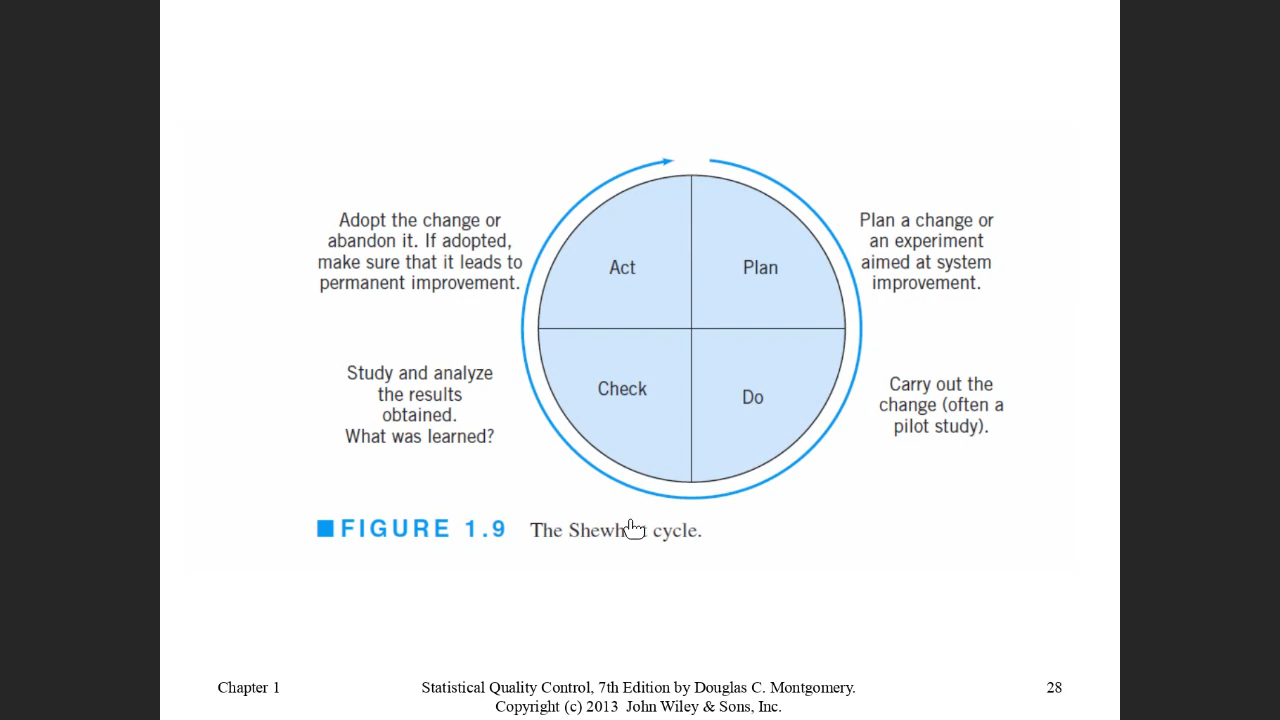 Adopt the change or
abandon it. If adopted,
make sure that it leads to
permanent improvement.
Act
Plan
Plan a change or
an experiment
aimed at system
improvement.
Study and analyze
the results
obtained.
What was learned?
Check
Do
Carry out the
change (often a
pilot study).
FIGURE 1.9 The cycle.
Chapter 1
Statistical Quality Control, 7th Edition by Douglas C. Montgomery.
Copyright (c) 2013 John Wiley & Sons, Inc.
28